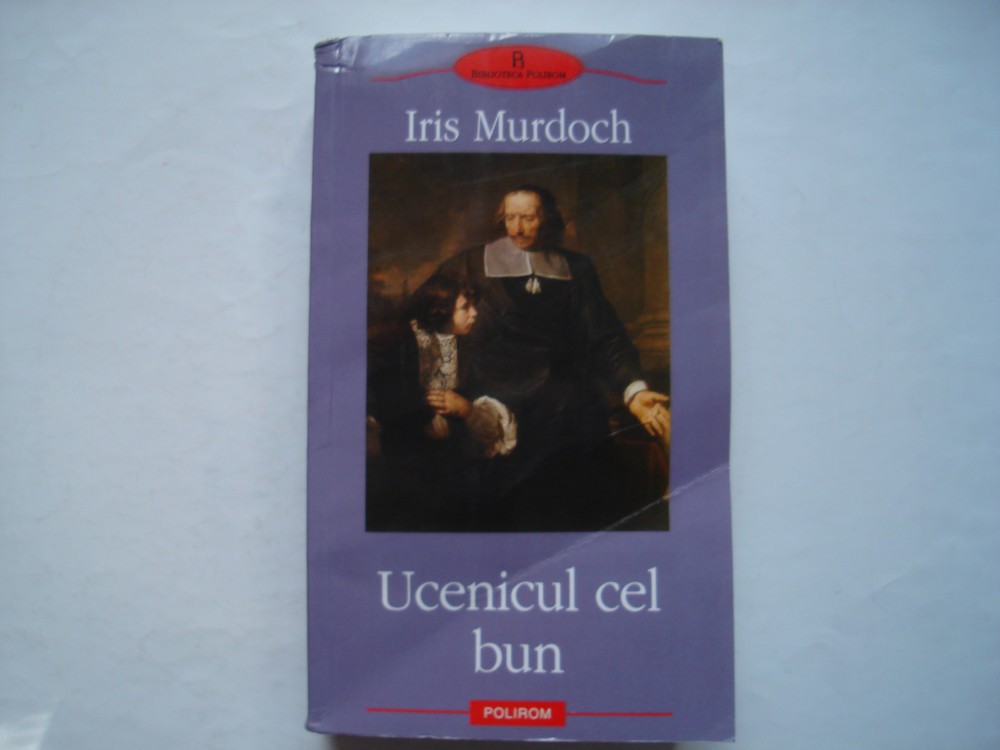 BIBLIOTECA POLIROM
Iris Murdoch
Ucenicul cel
bun
POLIROM